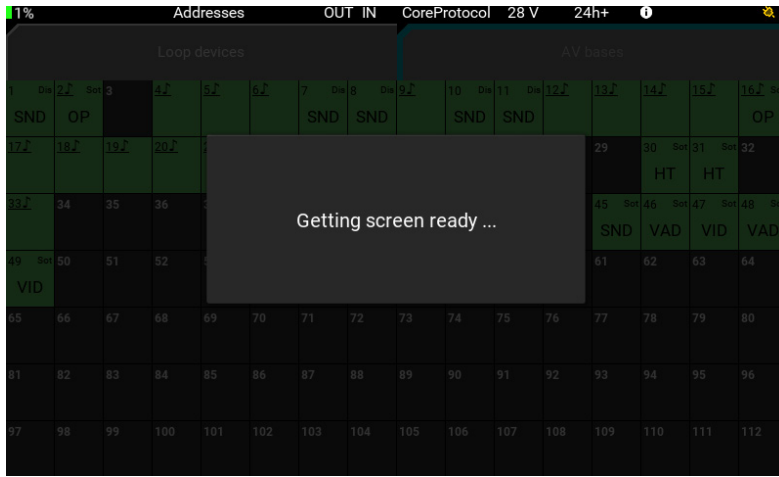 1% Addresses OUT IN CoreProtocol 28 V 24h+
Loop devices AV bases
1 Dis 2♪ Sot 3 4♪ 5♪ 6♪ 7 Dis 8 Dis 9♪ 10 Dis 11 Dis 12♪ 13♪ 14♪ 15♪ 16♪
SND OP SND SND SND SND OP
17♪ 18♪ 19♪ 20♪ 29 30 Sot 31 Sot 32
HT HT
Getting screen ready ...
33♪ 34 35 36 45 Sot 46 Sot 47 Sot 48
SND VAD VID VAD
49 Sot 50 51 52 61 62 63 64
VID
65 66 67 68 69 70 71 72 73 74 75 76 77 78 79 80
81 82 83 84 85 86 87 88 89 90 91 92 93 94 95 96
97 98 99 100 101 102 103 104 105 106 107 108 109 110 111 112